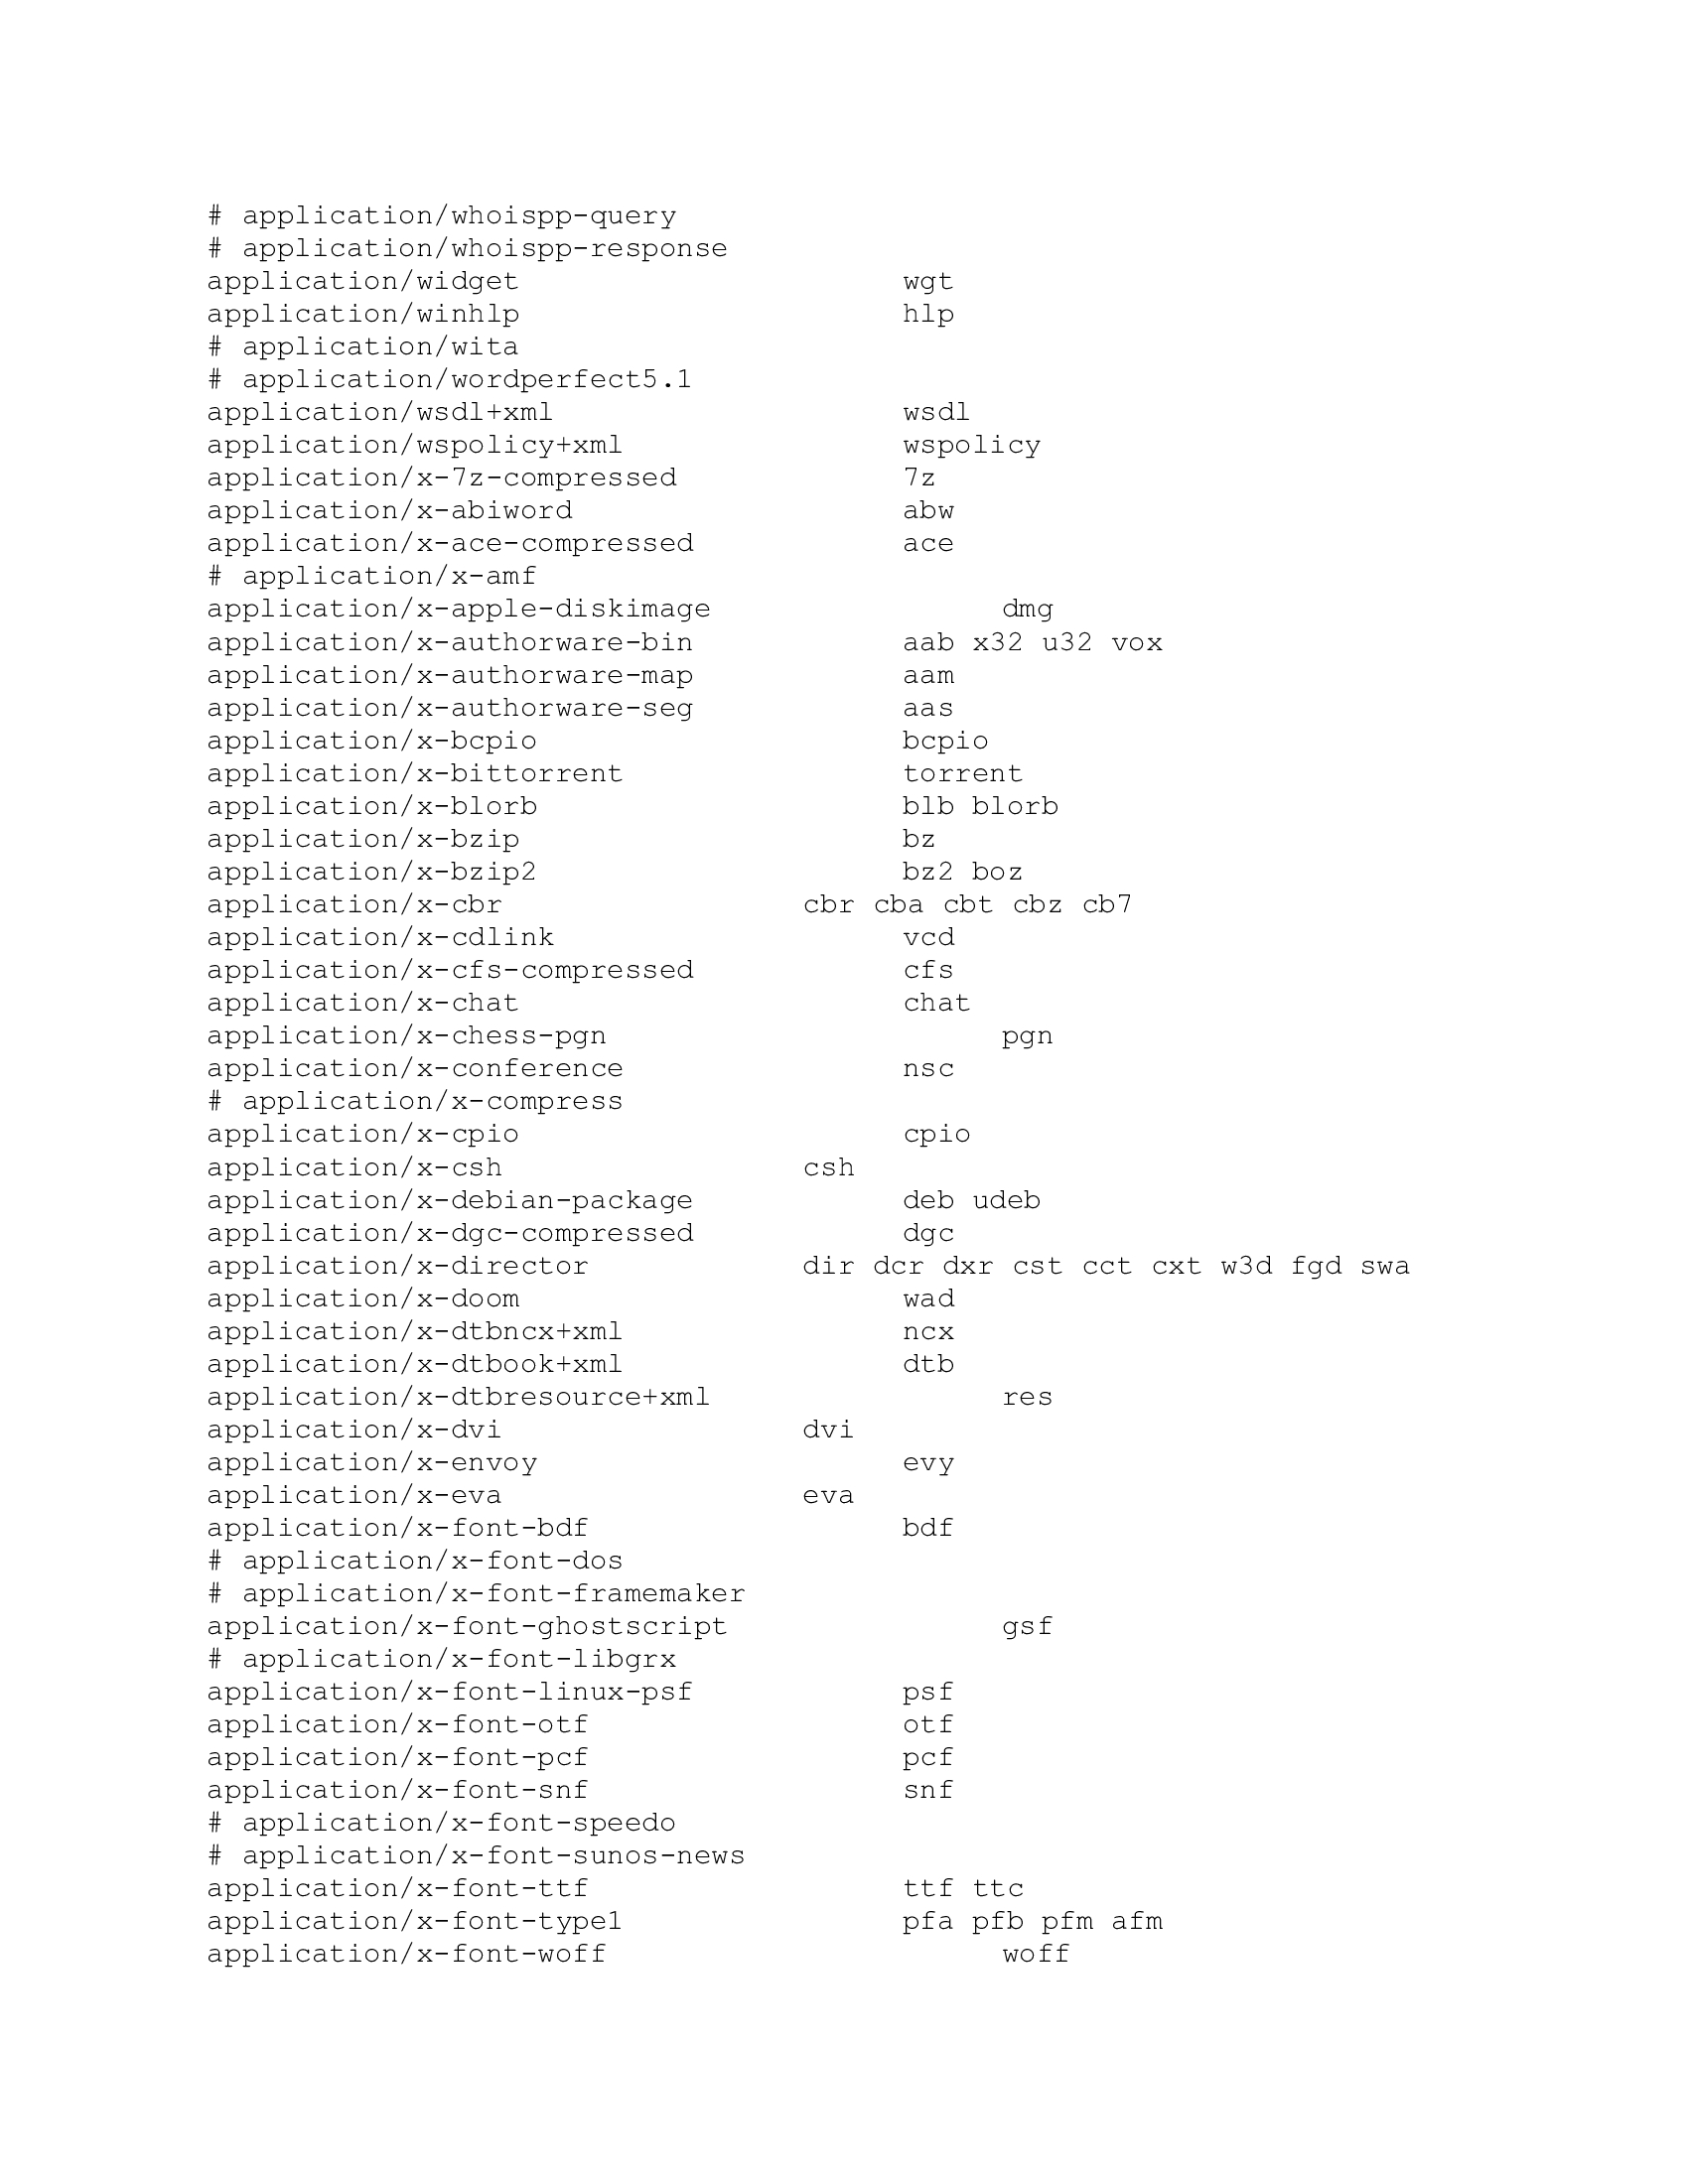 # application/whoispp-query
# application/whoispp-response
application/widget wgt
application/winhlp hlp
# application/wita
# application/wordperfect5.1
application/wsdl+xml wsdl
application/wspolicy+xml wspolicy
application/x-7z-compressed 7z
application/x-abiword abw
application/x-ace-compressed ace
# application/x-amf
application/x-apple-diskimage dmg
application/x-authorware-bin aab x32 u32 vox
application/x-authorware-map aam
application/x-authorware-seg aas
application/x-bcpio bcpio
application/x-bittorrent torrent
application/x-blorb blb blorb
application/x-bzip bz
application/x-bzip2 bz2 boz
application/x-cbr cbr cba cbt cbz cb7
application/x-cdlink vcd
application/x-cfs-compressed cfs
application/x-chat chat
application/x-chess-pgn pgn
application/x-conference nsc
# application/x-compress
application/x-cpio cpio
application/x-csh csh
application/x-debian-package deb udeb
application/x-dgc-compressed dgc
application/x-director dir dcr dxr cst cct cxt w3d fgd swa
application/x-doom wad
application/x-dtbncx+xml ncx
application/x-dtbook+xml dtb
application/x-dtbresource+xml res
application/x-dvi dvi
application/x-envoy evy
application/x-eva eva
application/x-font-bdf bdf
# application/x-font-dos
# application/x-font-framemaker
application/x-font-ghostscript gsf
# application/x-font-libgrx
application/x-font-linux-psf psf
application/x-font-otf otf
application/x-font-pcf pcf
application/x-font-snf snf
# application/x-font-speedo
# application/x-font-sunos-news
application/x-font-ttf ttf ttc
application/x-font-type1 pfa pfb pfm afm
application/x-font-woff woff